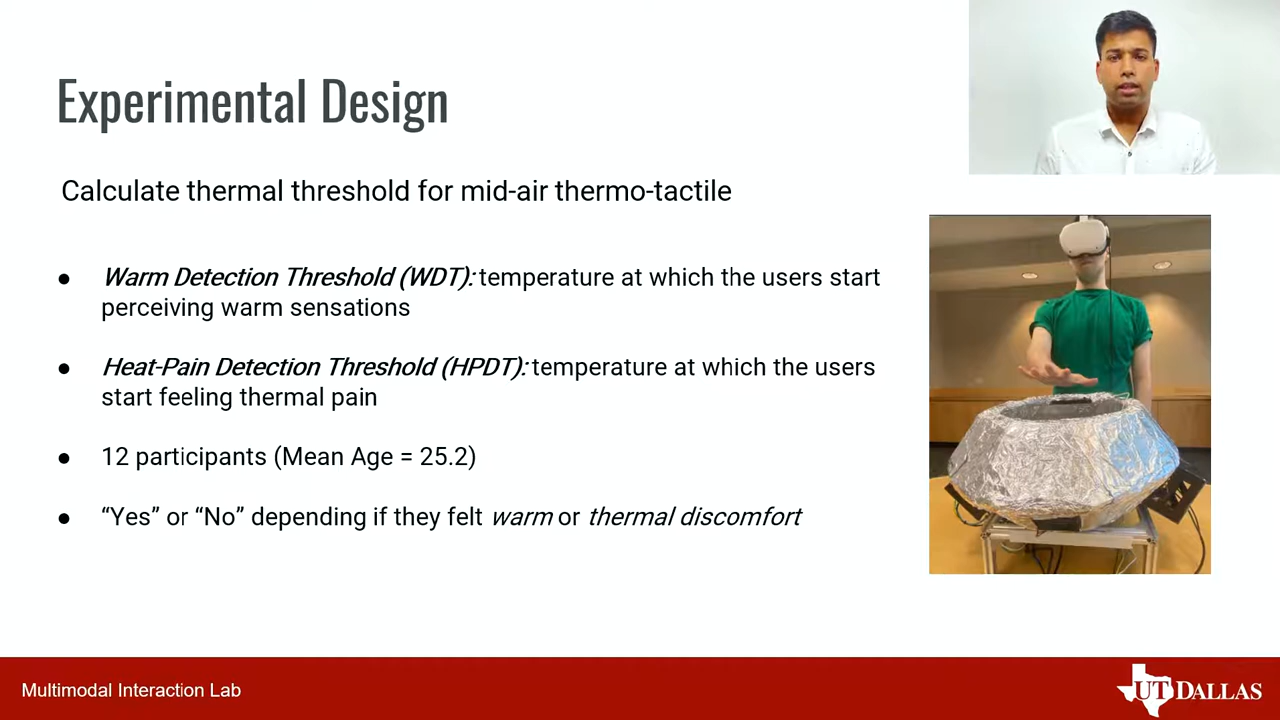 Experimental Design
Calculate thermal threshold for mid-air thermo-tactile
● Warm Detection Threshold (WDT): temperature at which the users start
perceiving warm sensations
● Heat-Pain Detection Threshold (HPDT): temperature at which the users
start feeling thermal pain
● 12 participants (Mean Age = 25.2)
● “Yes” or “No” depending if they felt warm or thermal discomfort
Multimodal Interaction Lab
UT DALLAS